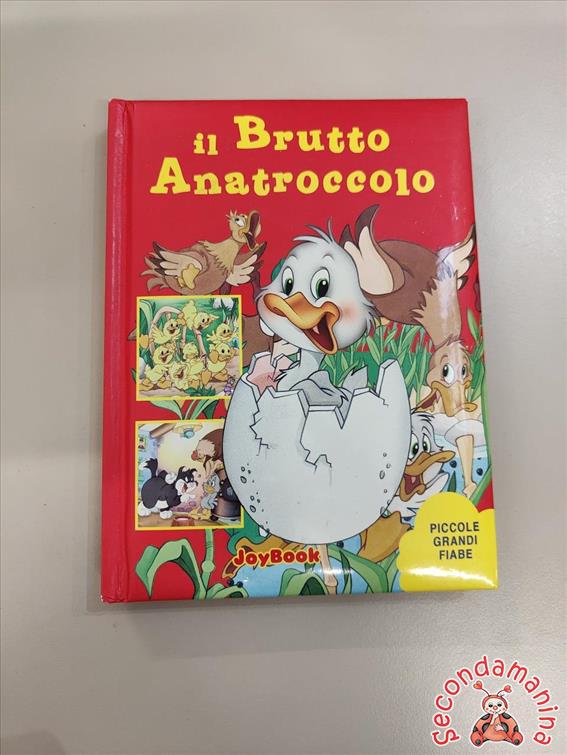 il Brutto
Anatroccolo
JoyBook
PICCOLE
GRANDI
FIABE
Secondamanina